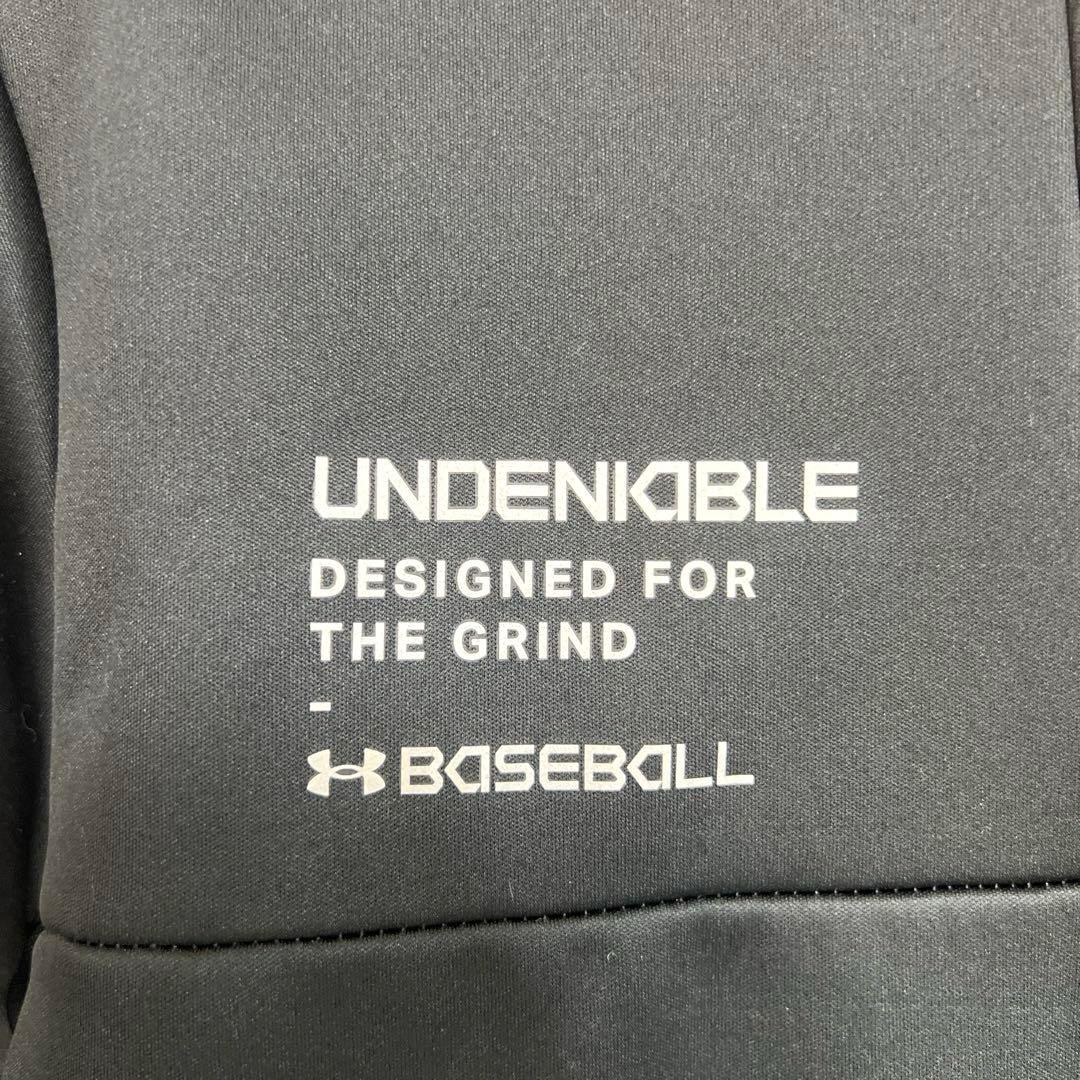 UNDENIABLE
DESIGNED FOR
THE GRIND
-
BASEBALL